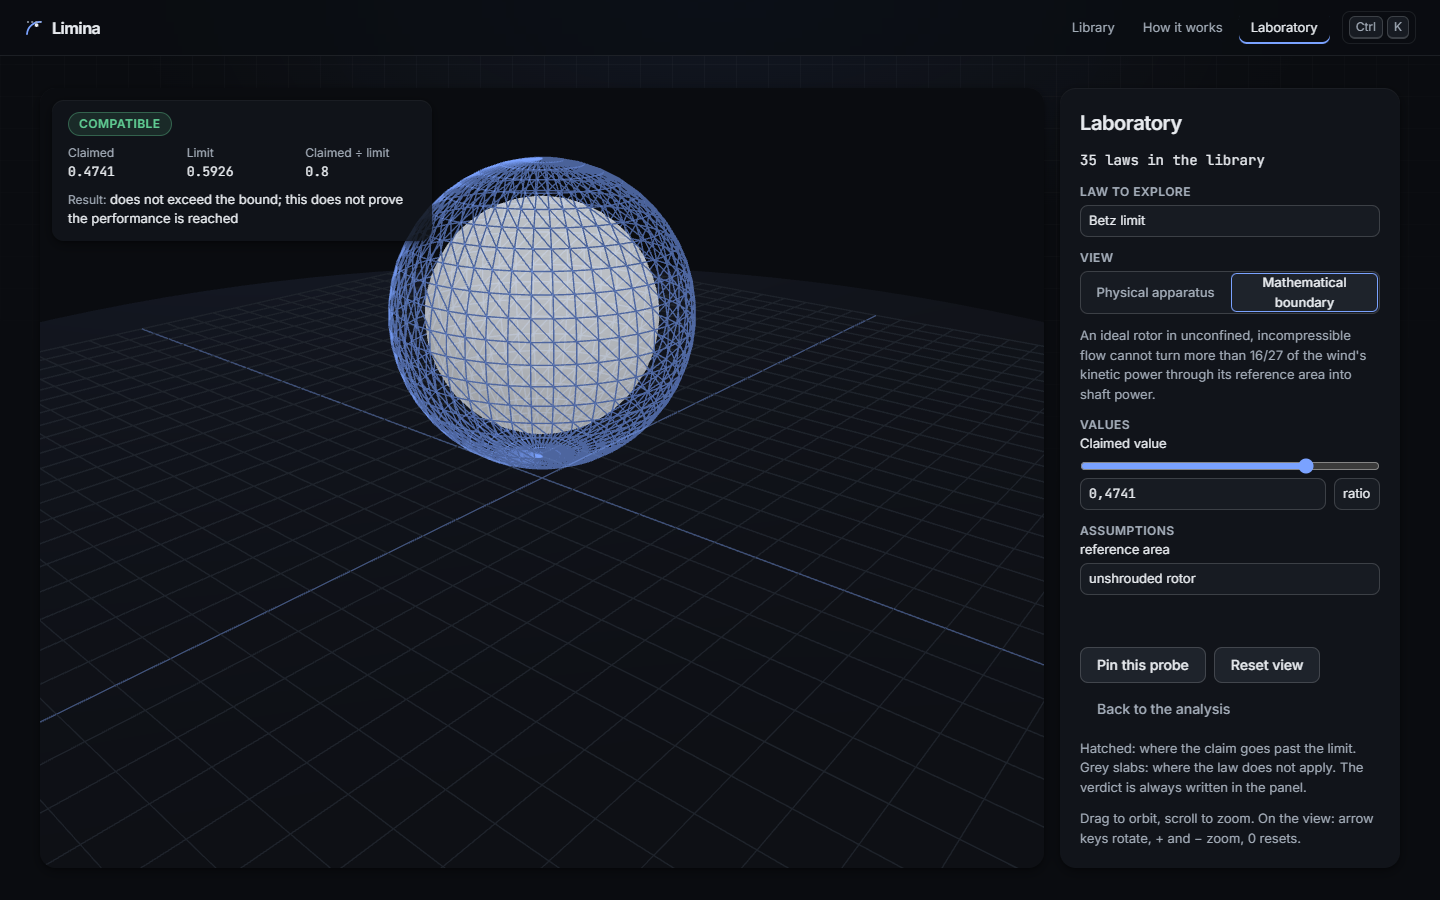 Limina
Library
How it works
Laboratory
Ctrl
K
COMPATIBLE
Claimed
Limit
Claimed ÷ limit
0.4741
0.5926
0.8
Result: does not exceed the bound; this does not prove
the performance is reached
Laboratory
35 laws in the library
LAW TO EXPLORE
Betz limit
VIEW
Physical apparatus
Mathematical
boundary
An ideal rotor in unconfined, incompressible
flow cannot turn more than 16/27 of the wind's
kinetic power through its reference area into
shaft power.
VALUES
Claimed value
0,4741
ratio
ASSUMPTIONS
reference area
unshrouded rotor
Pin this probe
Reset view
Back to the analysis
Hatched: where the claim goes past the limit.
Grey slabs: where the law does not apply. The
verdict is always written in the panel.
Drag to orbit, scroll to zoom. On the view: arrow
keys rotate, + and − zoom, 0 resets.